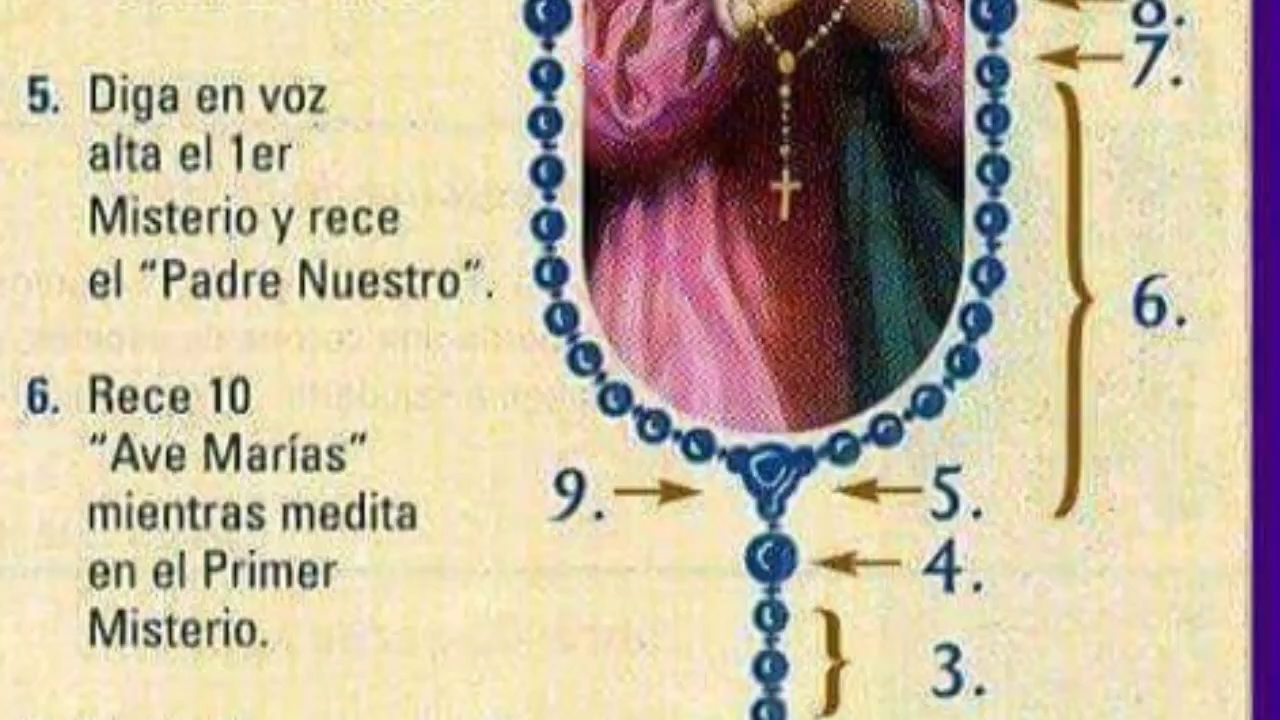 5. Diga en voz
alta el 1er
Misterio y rece
el “Padre Nuestro”.
6. Rece 10
“Ave Marías”
mientras medita
en el Primer
Misterio.
8.
7.
6.
9.
5.
4.
3.